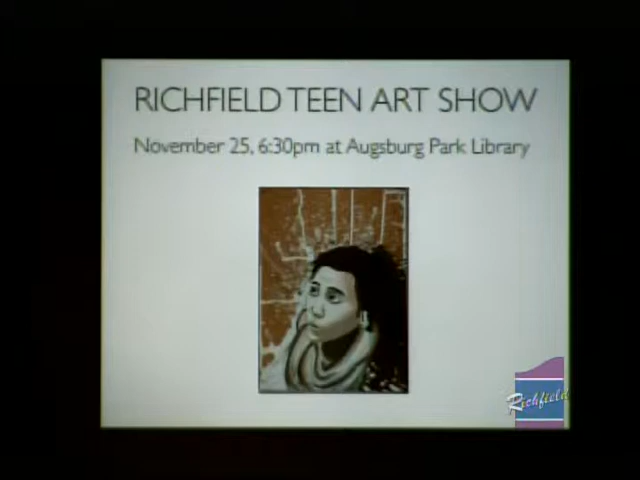 RICHFIELD TEEN ART SHOW
November 25, 6:30pm at Augsburg Park Library
Richfield